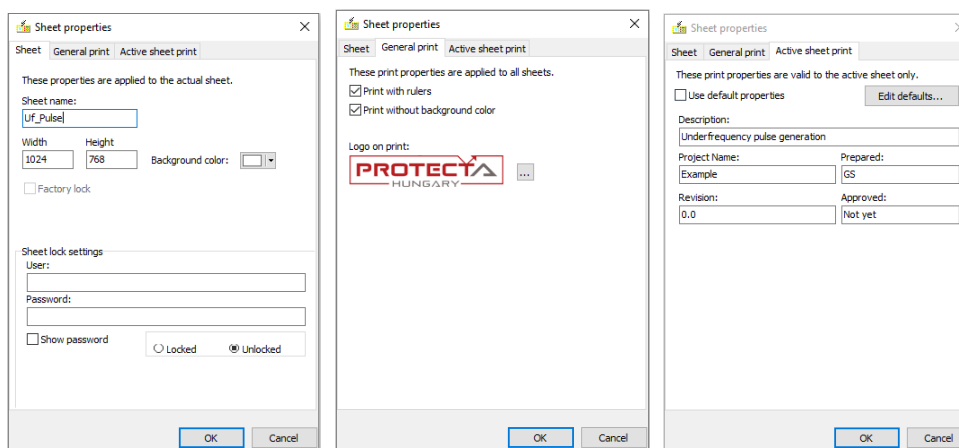 Sheet properties
Sheet General print Active sheet print
These properties are applied to the actual sheet.
Sheet name:
Uf_Pulse
Width Height
1024 768 Background color:
Factory lock
Sheet lock settings
User:
Password:
Show password
Locked Unlocked
OK Cancel
Sheet properties
Sheet General print Active sheet print
These print properties are applied to all sheets.
Print with rulers
Print without background color
Logo on print:
PROTECTA
HUNGARY
...
OK Cancel
Sheet properties
Sheet General print Active sheet print
These print properties are valid to the active sheet only.
Use default properties Edit defaults...
Description:
Underfrequency pulse generation
Project Name: Prepared:
Example GS
Revision: Approved:
0.0 Not yet
OK Cancel